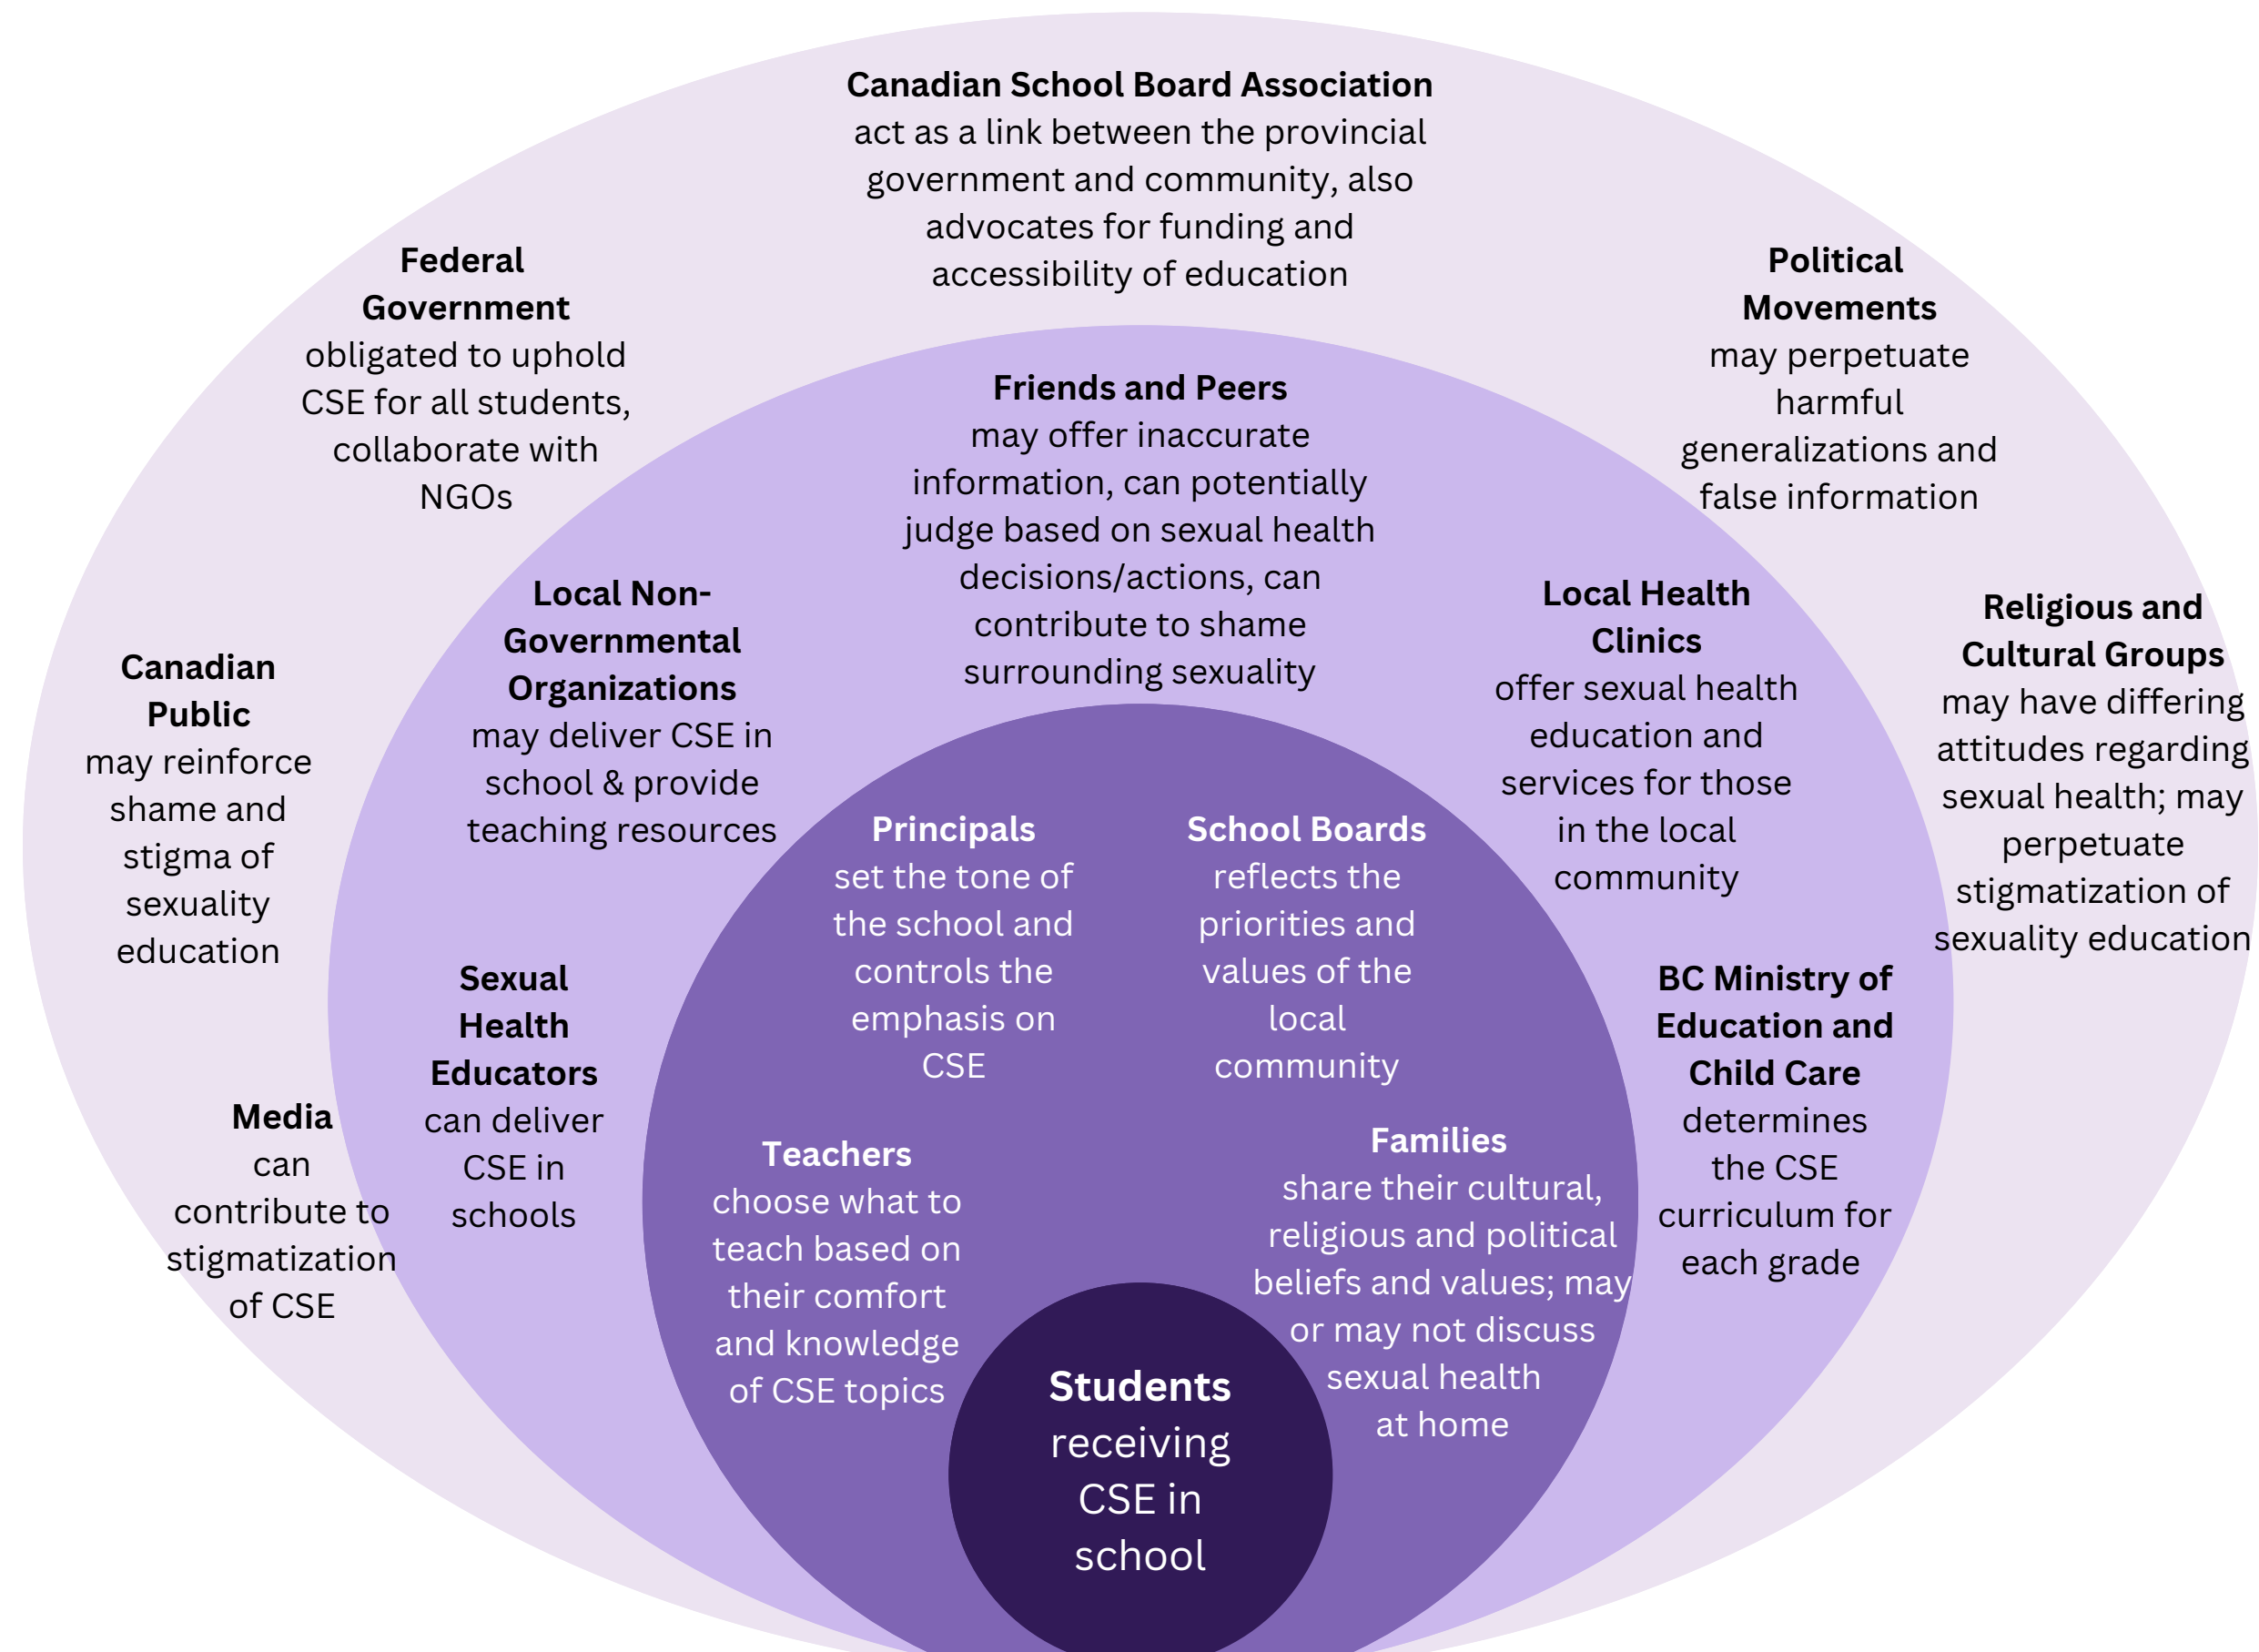 Canadian School Board Association
act as a link between the provincial
government and community, also
advocates for funding and
accessibility of education
Federal
Government
obligated to uphold
CSE for all students,
collaborate with
NGOs
Political
Movements
may perpetuate
harmful
generalizations and
false information
Friends and Peers
may offer inaccurate
information, can potentially
judge based on sexual health
decisions/actions, can
contribute to shame
surrounding sexuality
Local Non-
Governmental
Organizations
may deliver CSE in
school & provide
teaching resources
Local Health
Clinics
offer sexual health
education and
services for those
in the local
community
Religious and
Cultural Groups
may have differing
attitudes regarding
sexual health; may
perpetuate
stigmatization of
sexuality education
Canadian
Public
may reinforce
shame and
stigma of
sexuality
education
Principals
set the tone of
the school and
controls the
emphasis on
CSE
School Boards
reflects the
priorities and
values of the
local
community
Sexual
Health
Educators
can deliver
CSE in
schools
BC Ministry of
Education and
Child Care
determines
the CSE
curriculum for
each grade
Media
can
contribute to
stigmatization
of CSE
Teachers
choose what to
teach based on
their comfort
and knowledge
of CSE topics
Families
share their cultural,
religious and political
beliefs and values; may
or may not discuss
sexual health
at home
Students
receiving
CSE in
school